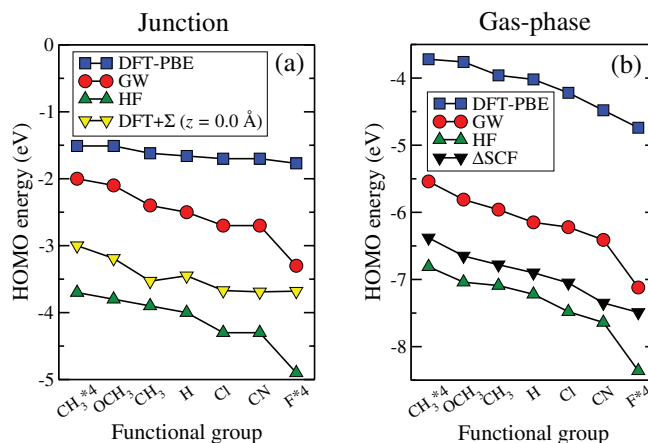 Junction
Gas-phase
0
-1
-2
-3
-4
-5
HOMO energy (eV)
(a)
DFT-PBE
GW
HF
DFT+Σ (z = 0.0 Å)
CH₃*4
OCH₃
CH₃
H
Cl
CN
F*4
Functional group
-4
-5
-6
-7
-8
HOMO energy (eV)
(b)
DFT-PBE
GW
HF
ΔSCF
CH₃*4
OCH₃
CH₃
H
Cl
CN
F*4
Functional group